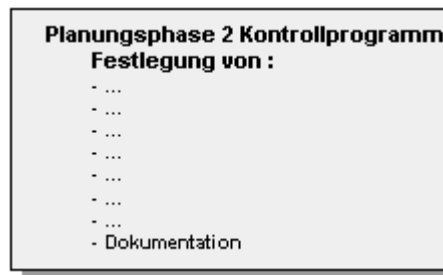 Planungsphase 2 Kontrollprogramm
Festlegung von :
- ...
- ...
- ...
- ...
- ...
- ...
- ...
- Dokumentation